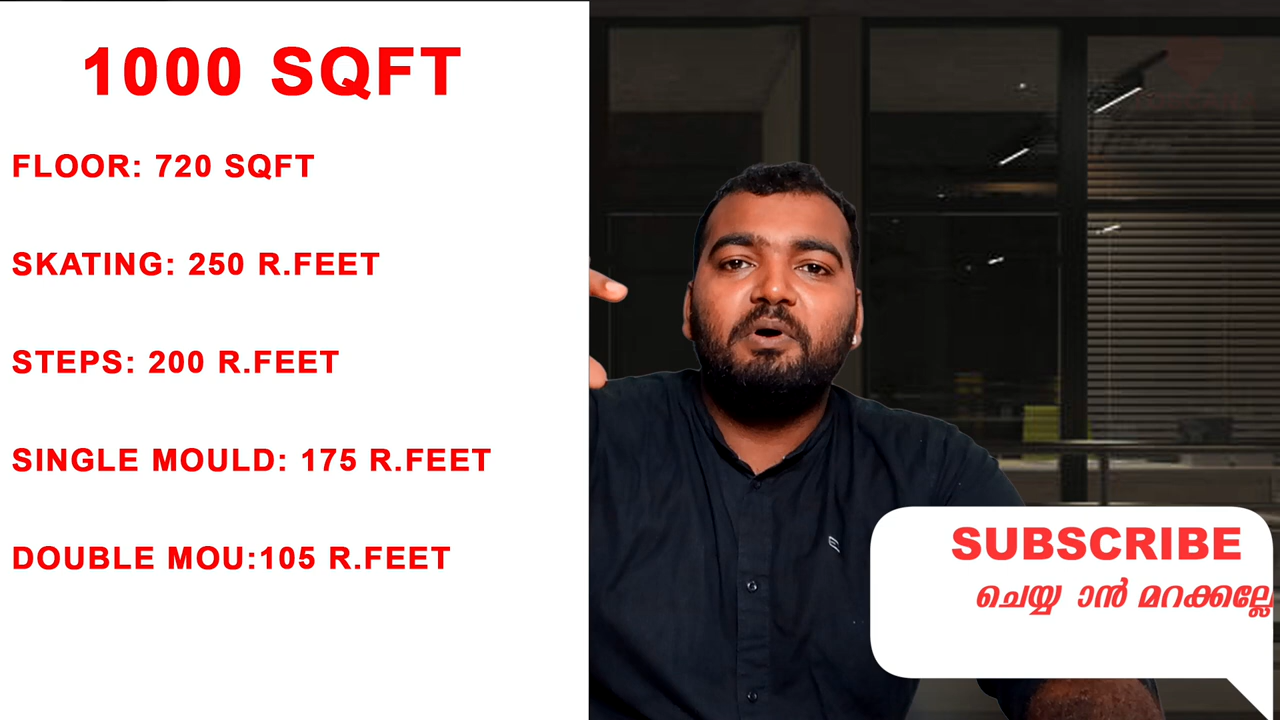 1000 SQFT
FLOOR: 720 SQFT
SKATING: 250 R.FEET
STEPS: 200 R.FEET
SINGLE MOULD: 175 R.FEET
DOUBLE MOU:105 R.FEET
SUBSCRIBE
ചെയ്യ ാൻ മറക്കല്ലേ